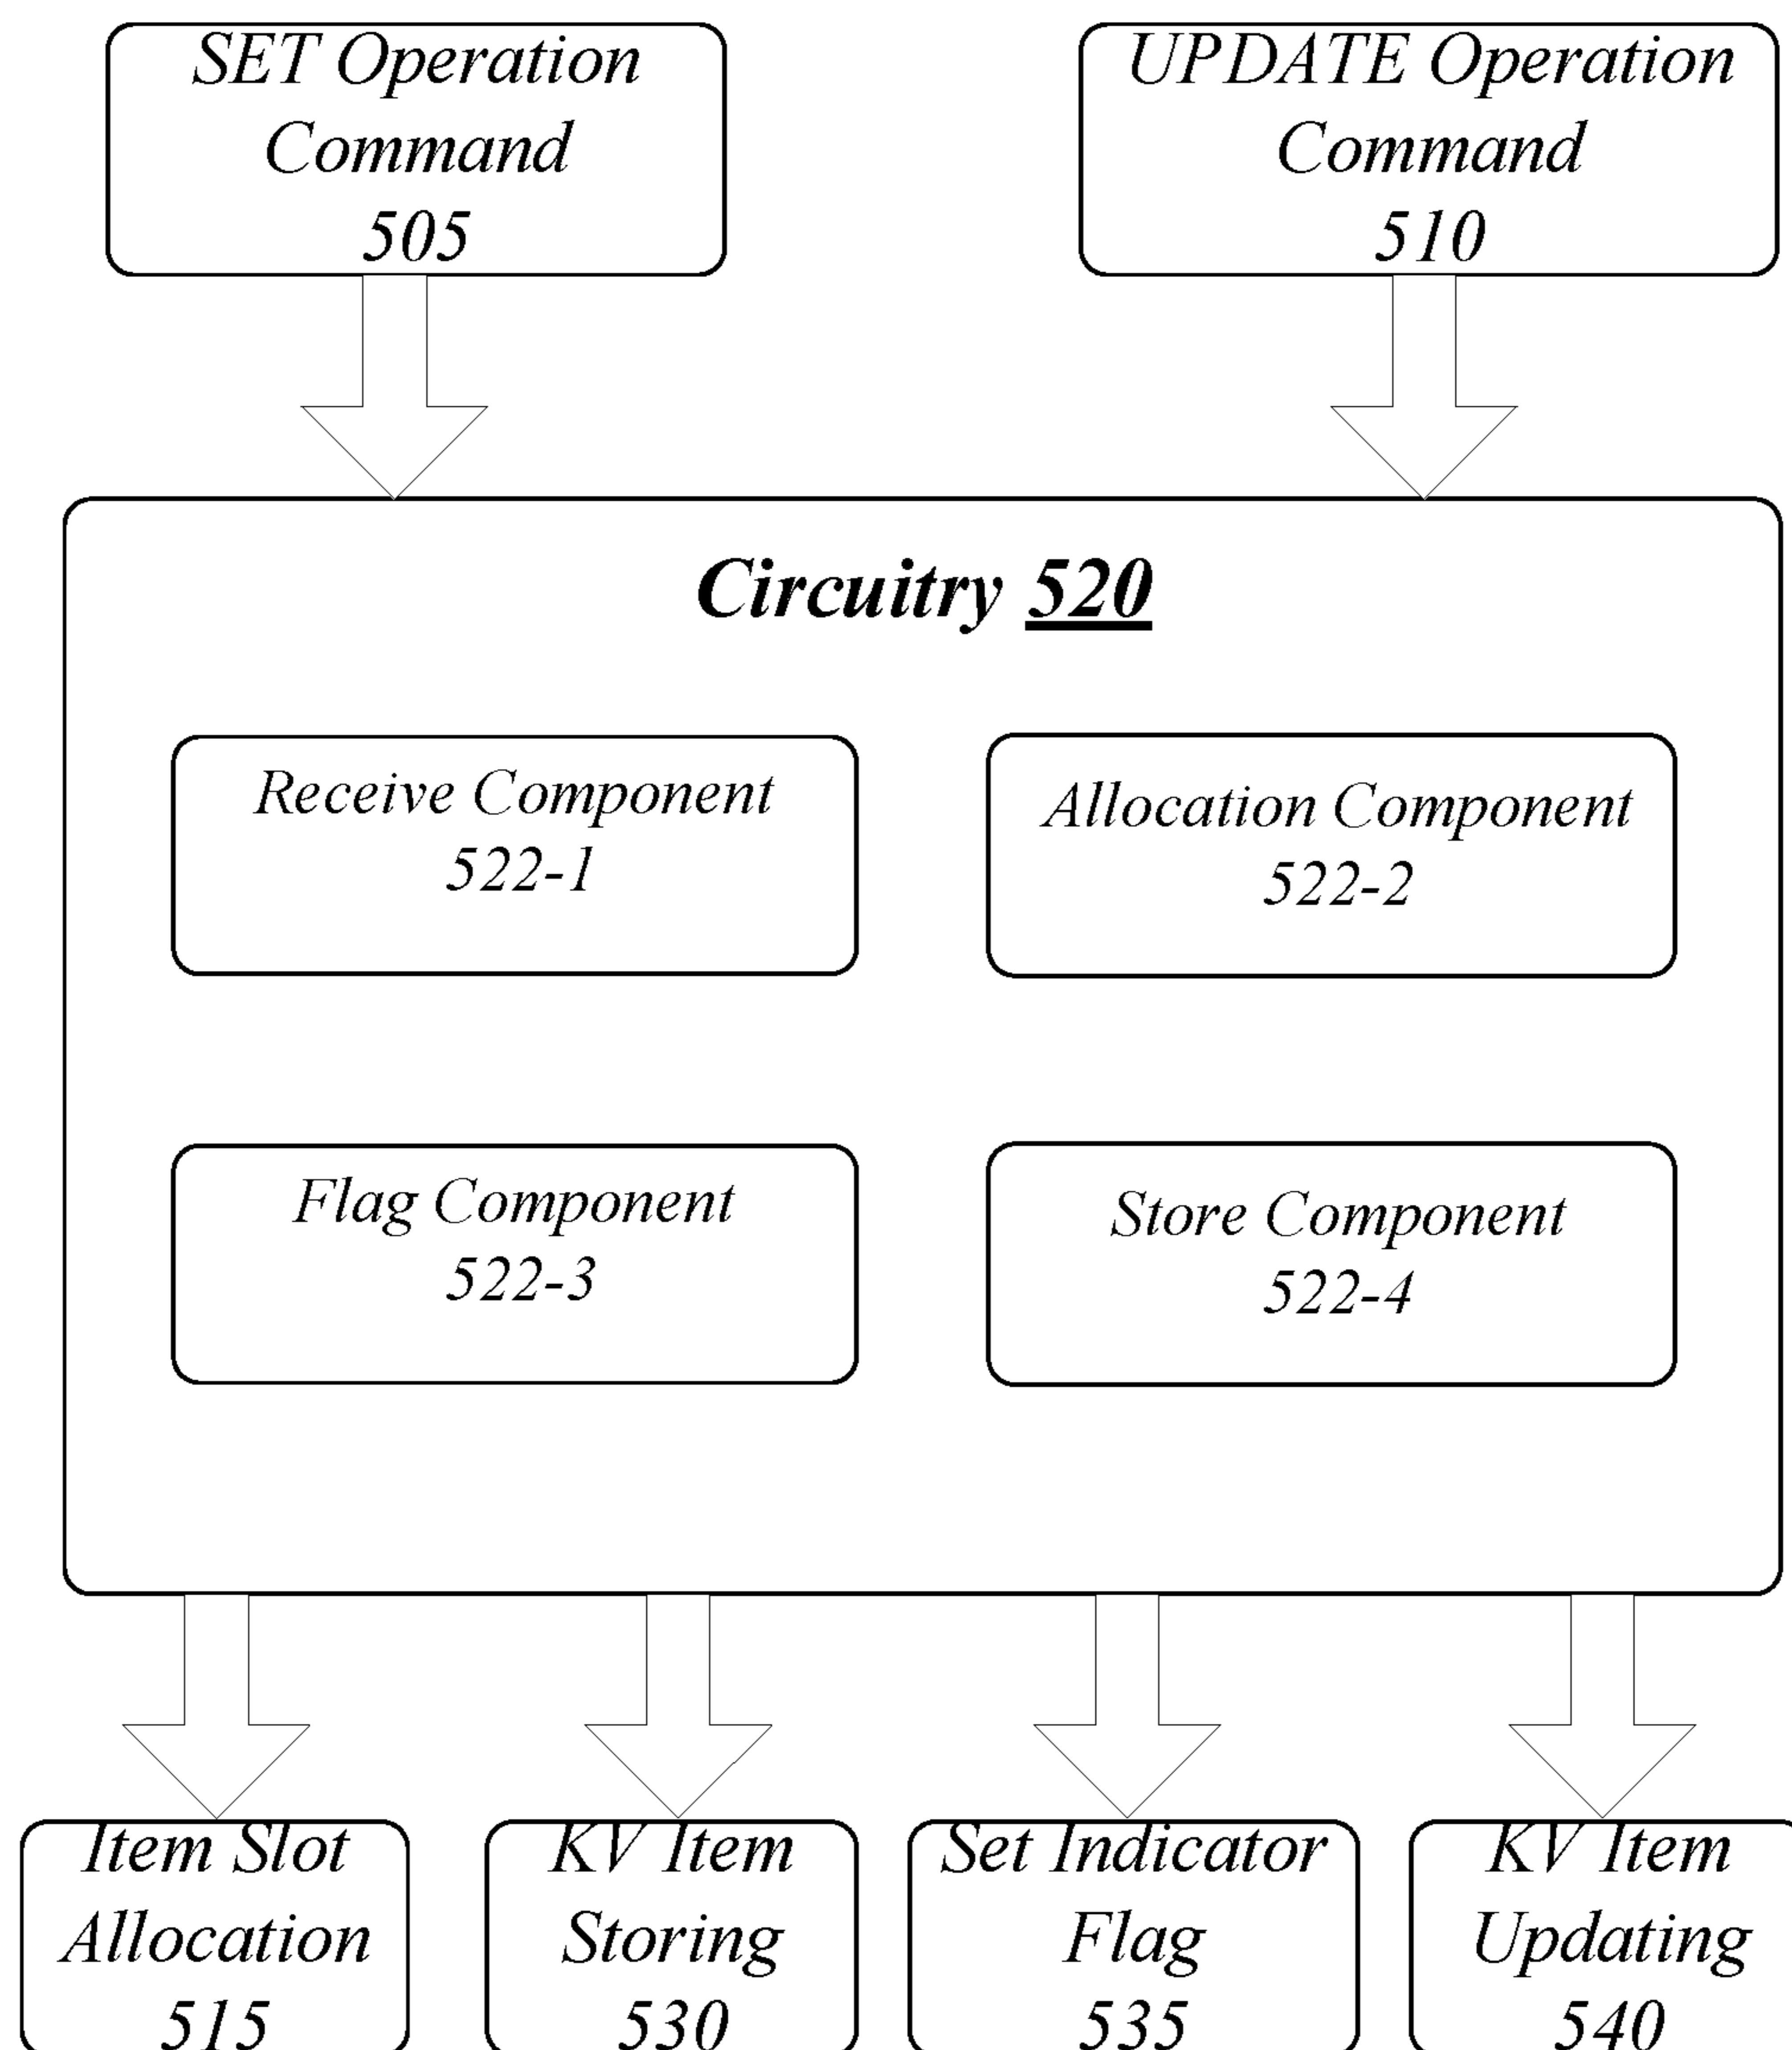 SET Operation
Command
505
UPDATE Operation
Command
510
Circuitry 520
Receive Component
522-1
Allocation Component
522-2
Flag Component
522-3
Store Component
522-4
Item Slot
Allocation
515
KV Item
Storing
530
Set Indicator
Flag
535
KV Item
Updating
540